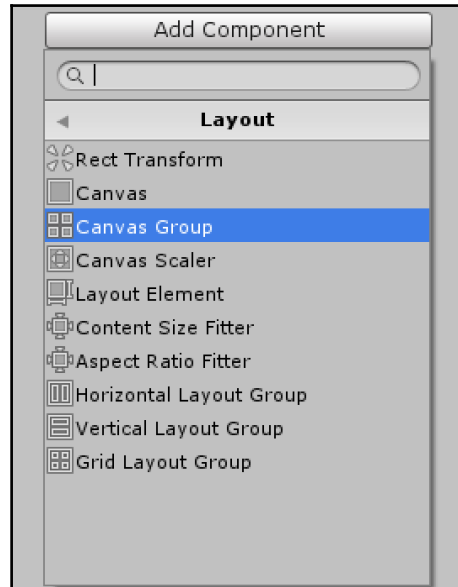 Add Component
Layout
Rect Transform
Canvas
Canvas Group
Canvas Scaler
Layout Element
Content Size Fitter
Aspect Ratio Fitter
Horizontal Layout Group
Vertical Layout Group
Grid Layout Group